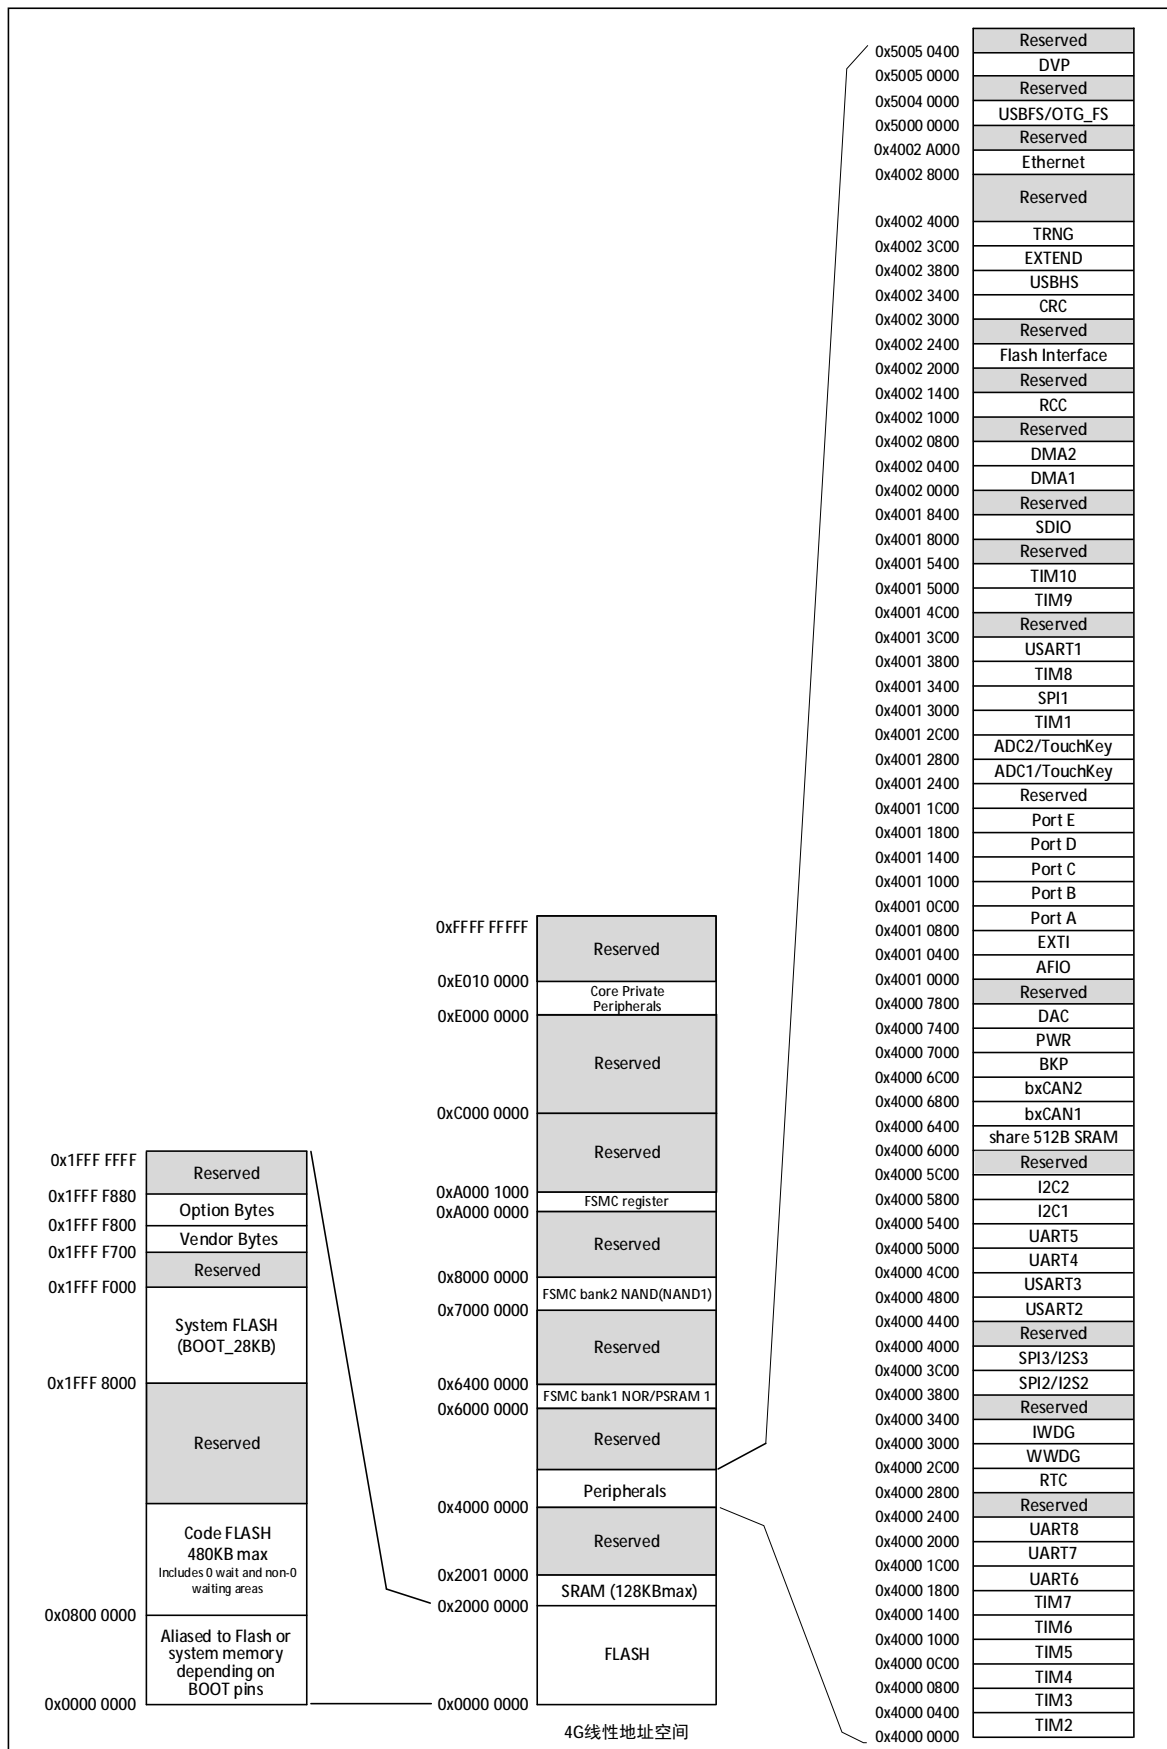 0x5005 0400
Reserved
DVP
0x5005 0000
Reserved
0x5004 0000
USBFS/OTG_FS
0x5000 0000
Reserved
0x4002 A000
Ethernet
0x4002 8000
Reserved
0x4002 4000
TRNG
0x4002 3C00
EXTEND
0x4002 3800
USBHS
0x4002 3400
CRC
0x4002 3000
Reserved
0x4002 2400
Flash Interface
0x4002 2000
Reserved
0x4002 1400
RCC
0x4002 1000
Reserved
0x4002 0800
DMA2
0x4002 0400
DMA1
0x4002 0000
Reserved
0x4001 8400
SDIO
0x4001 8000
Reserved
0x4001 5400
TIM10
0x4001 5000
TIM9
0x4001 4C00
Reserved
0x4001 3C00
USART1
0x4001 3800
TIM8
0x4001 3400
SPI1
0x4001 3000
TIM1
0x4001 2C00
ADC2/TouchKey
0x4001 2800
ADC1/TouchKey
0x4001 2400
Reserved
0x4001 1C00
Port E
0x4001 1800
Port D
0x4001 1400
Port C
0x4001 1000
Port B
0x4001 0C00
Port A
0x4001 0800
EXTI
0x4001 0400
AFIO
0x4001 0000
Reserved
0x4000 7800
DAC
0x4000 7400
PWR
0x4000 7000
BKP
0x4000 6C00
bxCAN2
0x4000 6800
bxCAN1
0x4000 6400
share 512B SRAM
0x4000 6000
Reserved
0x4000 5C00
I2C2
0x4000 5800
I2C1
0x4000 5400
UART5
0x4000 5000
UART4
0x4000 4C00
USART3
0x4000 4800
USART2
0x4000 4400
Reserved
0x4000 4000
SPI3/I2S3
0x4000 3C00
SPI2/I2S2
0x4000 3800
Reserved
0x4000 3400
IWDG
0x4000 3000
WWDG
0x4000 2C00
RTC
0x4000 2800
Reserved
0x4000 2400
UART8
0x4000 2000
UART7
0x4000 1C00
UART6
0x4000 1800
TIM7
0x4000 1400
TIM6
0x4000 1000
TIM5
0x4000 0C00
TIM4
0x4000 0800
TIM3
0x4000 0400
TIM2
0x4000 0000
0xFFFF FFFFF
Reserved
0xE010 0000
Core Private
Peripherals
0xE000 0000
Reserved
0xC000 0000
Reserved
0xA000 1000
FSMC register
0xA000 0000
Reserved
0x8000 0000
FSMC bank2 NAND(NAND1)
0x7000 0000
Reserved
0x6400 0000
FSMC bank1 NOR/PSRAM 1
0x6000 0000
Reserved
Peripherals
0x4000 0000
Reserved
0x2001 0000
SRAM (128KBmax)
0x2000 0000
FLASH
0x0000 0000
4G线性地址空间
0x1FFF FFFF
Reserved
0x1FFF F880
Option Bytes
0x1FFF F800
Vendor Bytes
0x1FFF F700
Reserved
0x1FFF F000
System FLASH
(BOOT_28KB)
0x1FFF 8000
Reserved
Code FLASH
480KB max
Includes 0 wait and non-0
waiting areas
0x0800 0000
Aliased to Flash or
system memory
depending on
BOOT pins
0x0000 0000